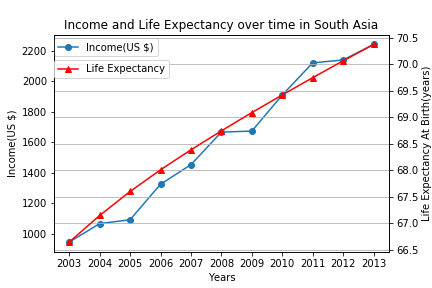 Income and Life Expectancy over time in South Asia
Income(US $)
Life Expectancy
2200
2000
1800
1600
1400
1200
1000
Income(US $)
70.5
70.0
69.5
69.0
68.5
68.0
67.5
67.0
66.5
Life Expectancy At Birth(years)
2003 2004 2005 2006 2007 2008 2009 2010 2011 2012 2013
Years